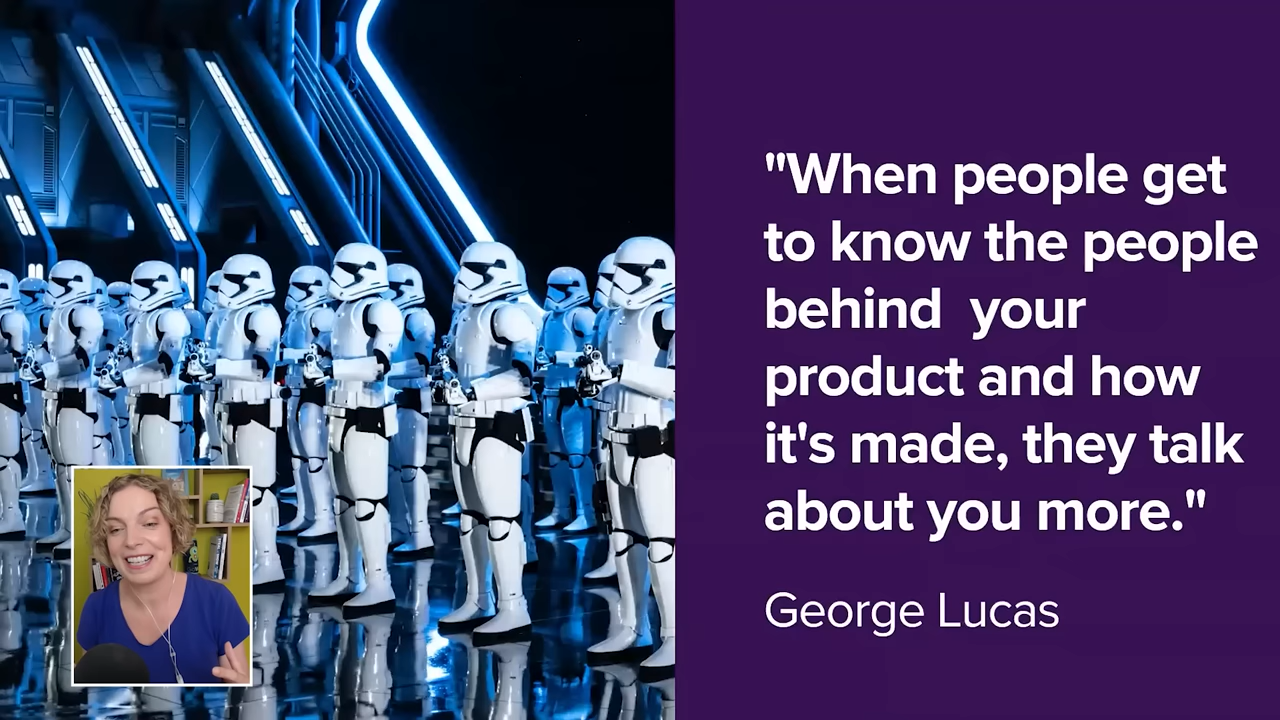 "When people get
to know the people
behind  your
product and how
it's made, they talk
about you more."
George Lucas